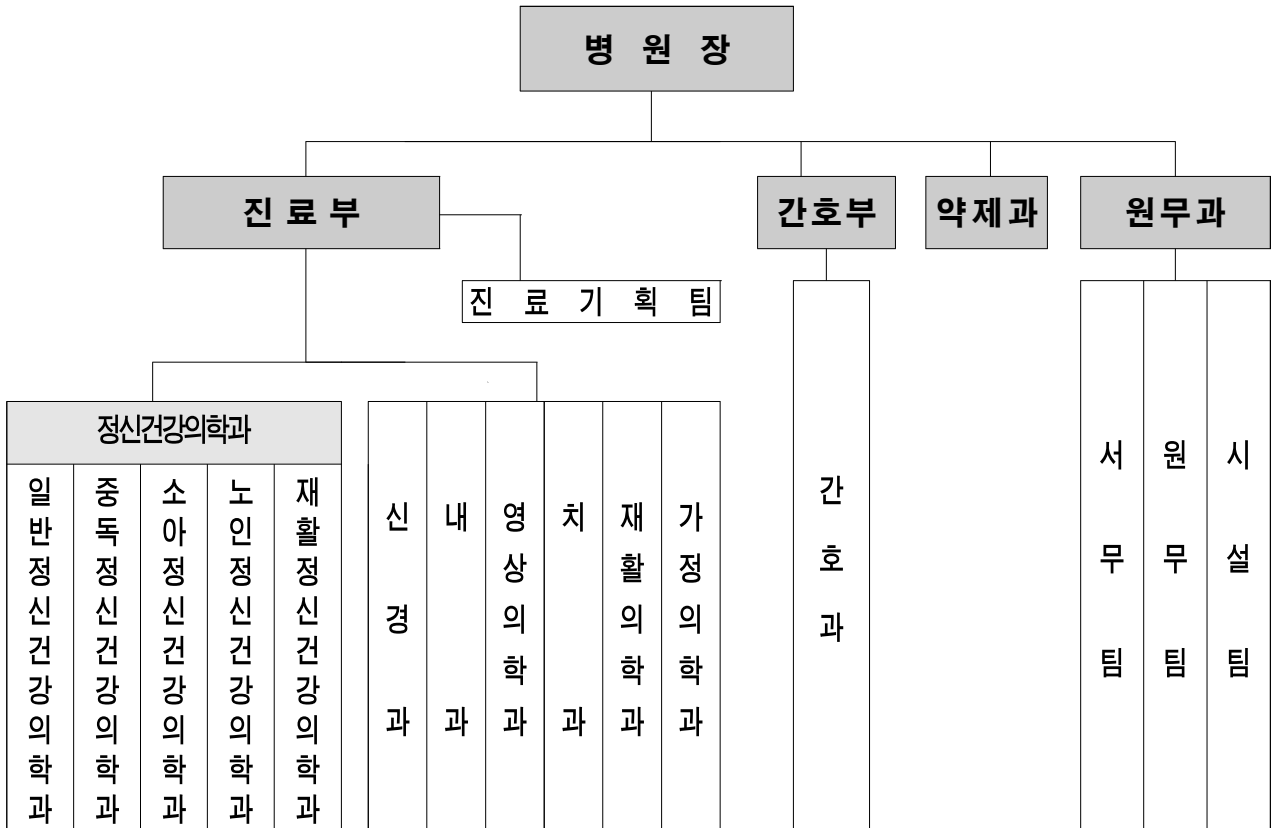 병 원 장
진 료 부
간호부
약제과
원무과
진 료 기 획 팀
정신건강의학과
일반정신건강의학과
중독정신건강의학과
소아정신건강의학과
노인정신건강의학과
재활정신건강의학과
신경과
내과
영상의학과
치과
재활의학과
가정의학과
간호과
서무팀
원무팀
시설팀